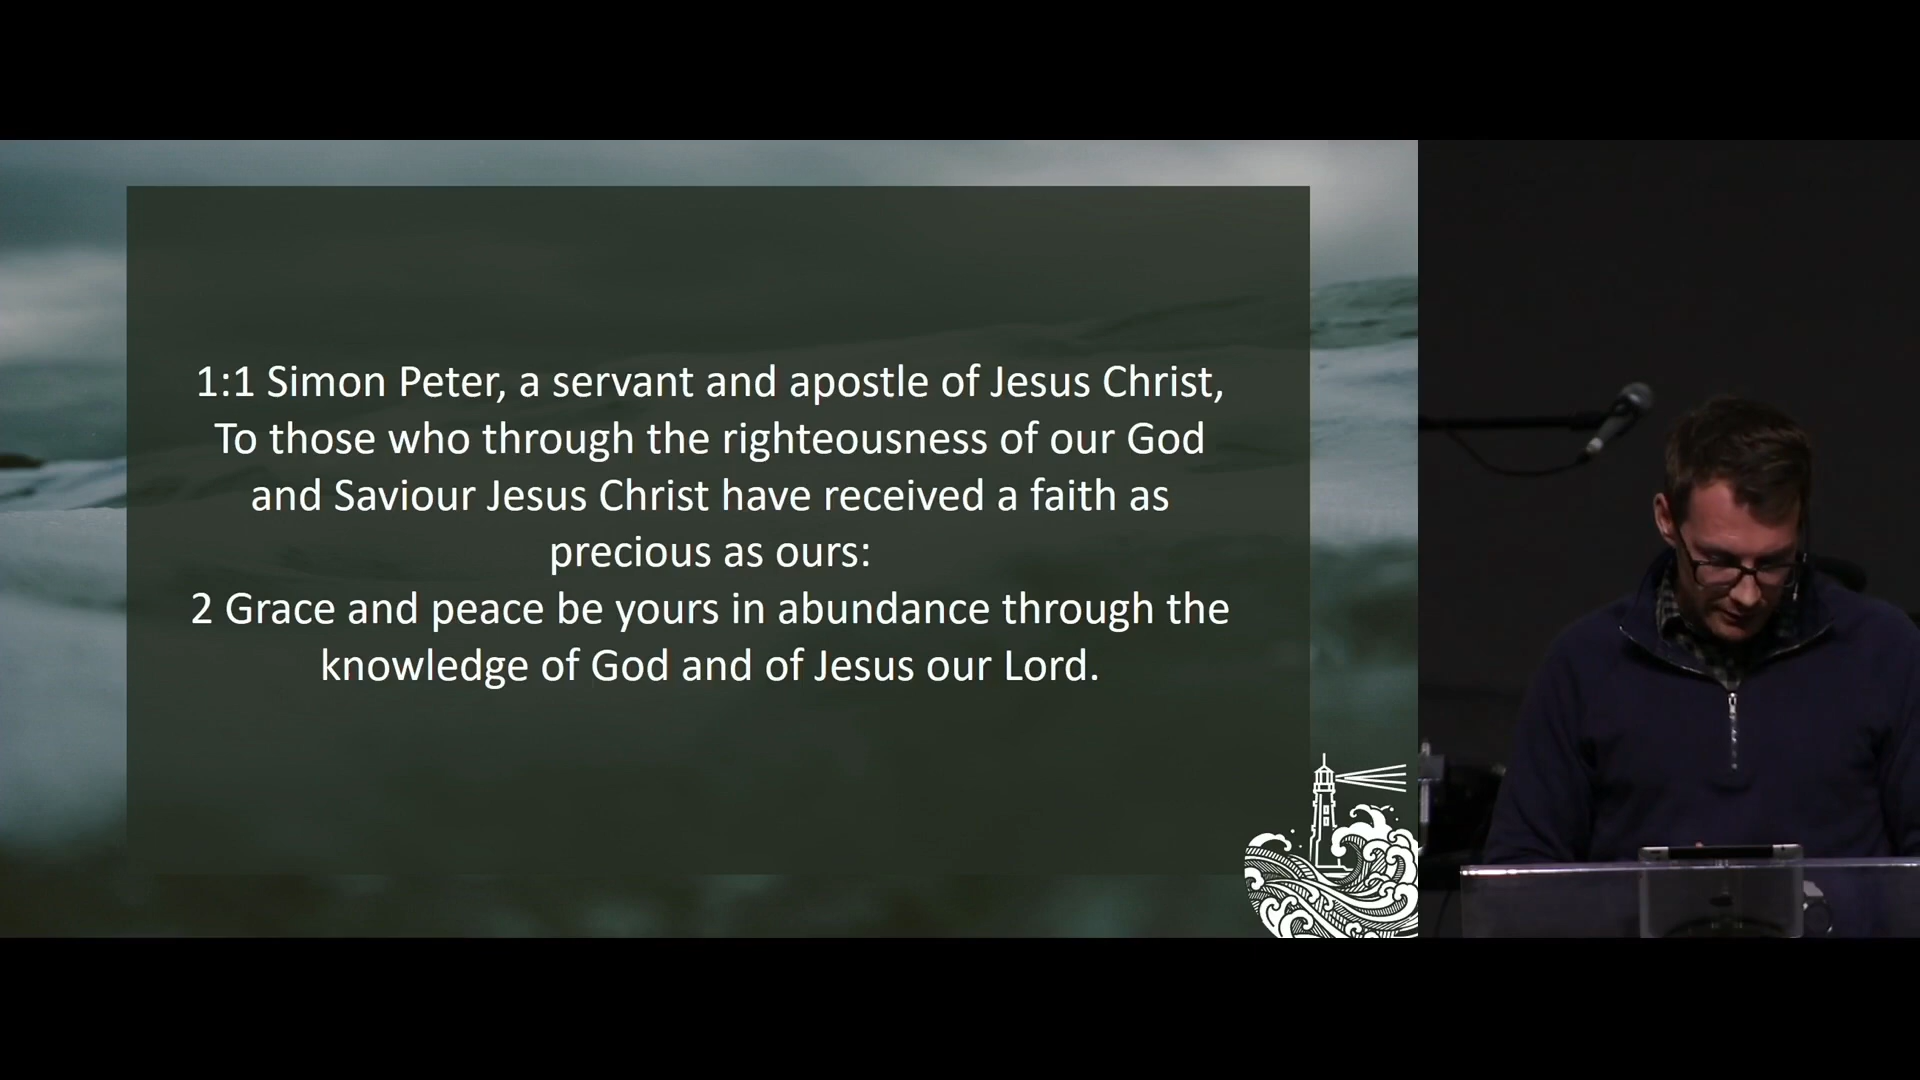 1:1 Simon Peter, a servant and apostle of Jesus Christ,
To those who through the righteousness of our God
and Saviour Jesus Christ have received a faith as
precious as ours:
2 Grace and peace be yours in abundance through the
knowledge of God and of Jesus our Lord.